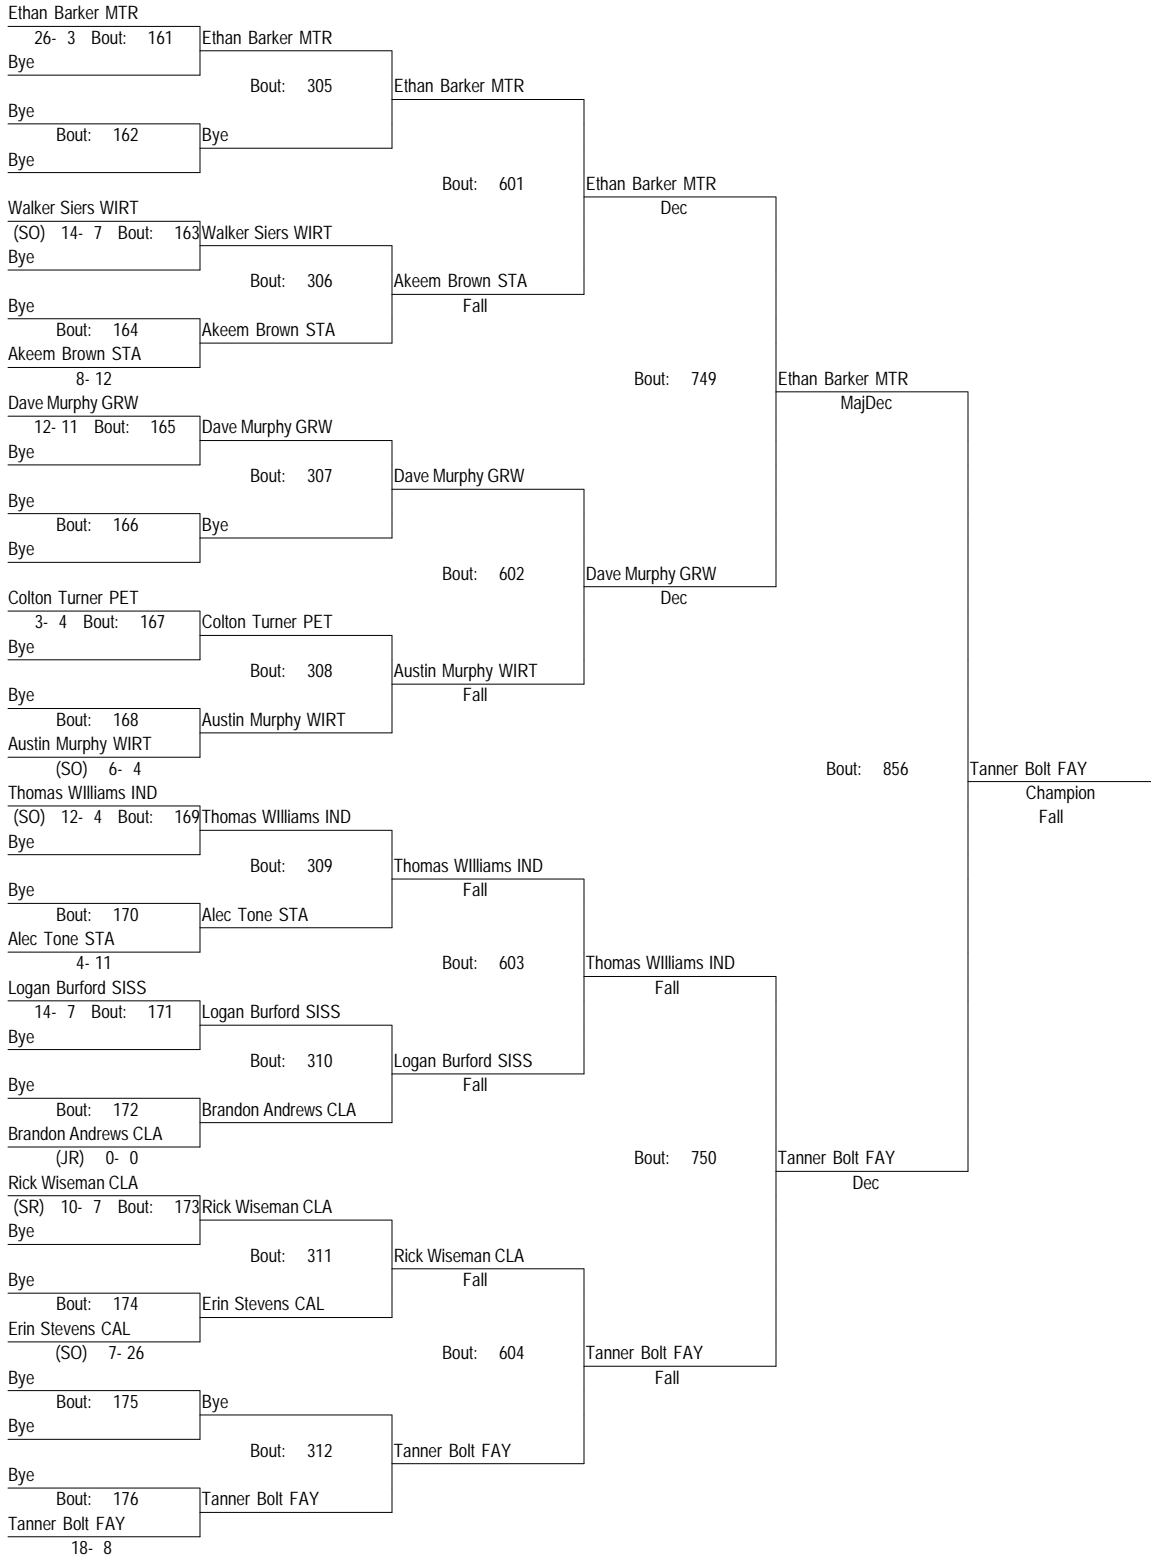 Ethan Barker MTR
26- 3 Bout: 161 Ethan Barker MTR
Bye
Bout: 305 Ethan Barker MTR
Bye
Bout: 162 Bye
Bye
Bout: 601 Ethan Barker MTR
Dec
Walker Siers WIRT
(SO) 14- 7 Bout: 163 Walker Siers WIRT
Bye
Bout: 306 Akeem Brown STA
Bye
Fall
Bout: 164 Akeem Brown STA
Akeem Brown STA
8- 12
Bout: 749 Ethan Barker MTR
Dave Murphy GRW
MajDec
12- 11 Bout: 165 Dave Murphy GRW
Bye
Bout: 307 Dave Murphy GRW
Bye
Bout: 166 Bye
Bye
Bout: 602 Dave Murphy GRW
Colton Turner PET
Dec
3- 4 Bout: 167 Colton Turner PET
Bye
Bout: 308 Austin Murphy WIRT
Bye
Fall
Bout: 168 Austin Murphy WIRT
Austin Murphy WIRT
(SO) 6- 4
Bout: 856 Tanner Bolt FAY
Thomas WIlliams IND
Champion
(SO) 12- 4 Bout: 169 Thomas WIlliams IND
Fall
Bye
Bout: 309 Thomas WIlliams IND
Bye
Fall
Bout: 170 Alec Tone STA
Alec Tone STA
4- 11
Bout: 603 Thomas WIlliams IND
Logan Burford SISS
Fall
14- 7 Bout: 171 Logan Burford SISS
Bye
Bout: 310 Logan Burford SISS
Bye
Fall
Bout: 172 Brandon Andrews CLA
Brandon Andrews CLA
(JR) 0- 0
Bout: 750 Tanner Bolt FAY
Rick Wiseman CLA
Dec
(SR) 10- 7 Bout: 173 Rick Wiseman CLA
Bye
Bout: 311 Rick Wiseman CLA
Bye
Fall
Bout: 174 Erin Stevens CAL
Erin Stevens CAL
(SO) 7- 26
Bout: 604 Tanner Bolt FAY
Bye
Fall
Bout: 175 Bye
Bye
Bout: 312 Tanner Bolt FAY
Bye
Bout: 176 Tanner Bolt FAY
Tanner Bolt FAY
18- 8